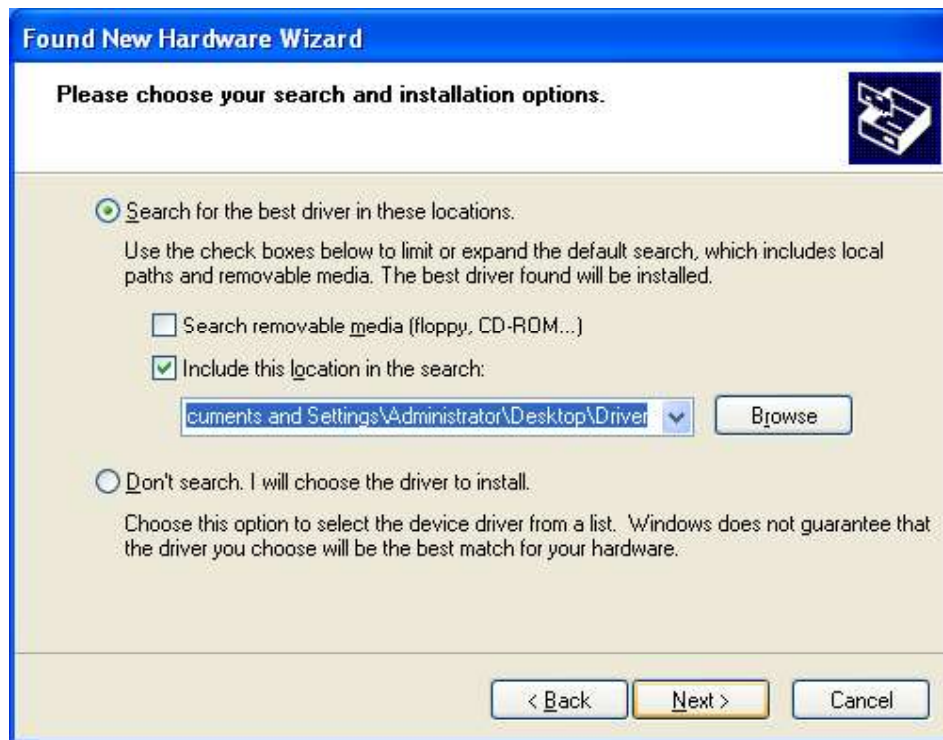 Found New Hardware Wizard
Please choose your search and installation options.
Search for the best driver in these locations.
Use the check boxes below to limit or expand the default search, which includes local
paths and removable media. The best driver found will be installed.
Search removable media (floppy, CD-ROM...)
Include this location in the search:
cuments and Settings\Administrator\Desktop\Driver
Browse
Don't search. I will choose the driver to install.
Choose this option to select the device driver from a list. Windows does not guarantee that
the driver you choose will be the best match for your hardware.
< Back Next > Cancel